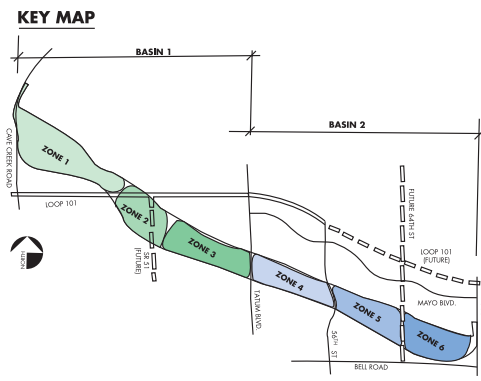 KEY MAP
BASIN 1
BASIN 2
ZONE 1
CAVE CREEK ROAD
LOOP 101
ZONE 2
SR 51
(FUTURE)
ZONE 3
FUTURE 64TH ST
LOOP 101
(FUTURE)
NORTH
ZONE 4
MAYO BLVD.
TATUM BLVD.
ZONE 5
56TH ST
ZONE 6
BELL ROAD